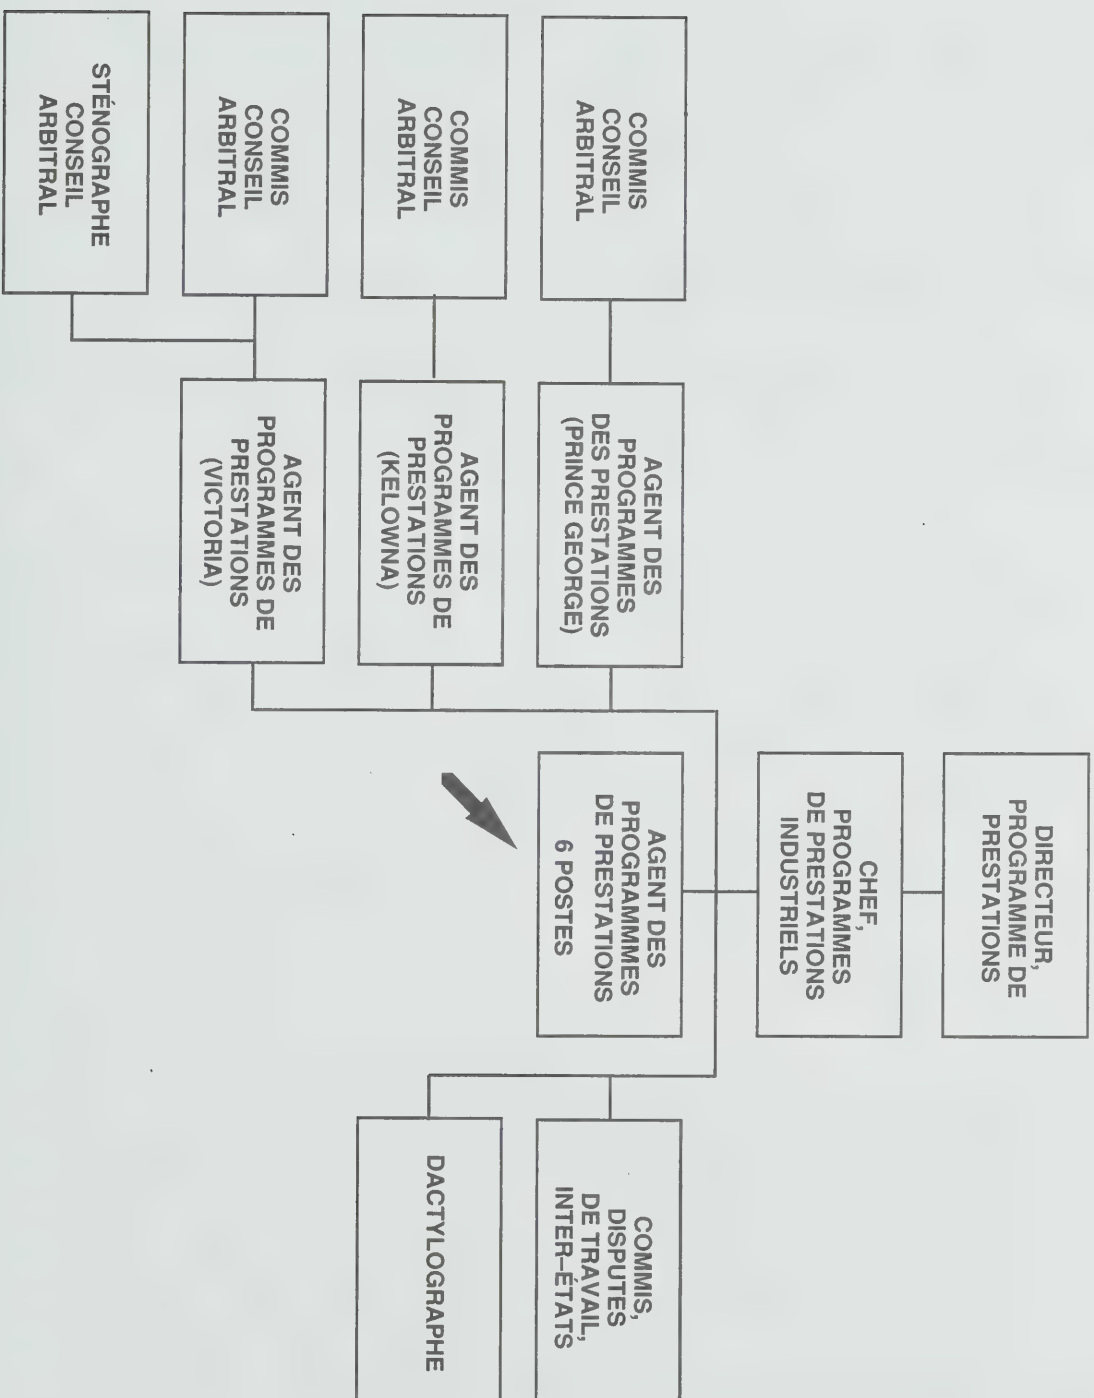 DIRECTEUR,
PROGRAMME DE
PRESTATIONS
CHEF,
PROGRAMMES
DE PRESTATIONS
INDUSTRIELS
COMMIS
CONSEIL
ARBITRAL
AGENT DES
PROGRAMMES
DES PRESTATIONS
(PRINCE GEORGE)
AGENT DES
PROGRAMMMES
DE PRESTATIONS
6 POSTES
COMMIS,
DISPUTES
DE TRAVAIL,
INTER-ÉTATS
COMMIS
CONSEIL
ARBITRAL
AGENT DES
PROGRAMMES DE
PRESTATIONS
(KELOWNA)
DACTYLOGRAPHE
COMMIS
CONSEIL
ARBITRAL
AGENT DES
PROGRAMMES DE
PRESTATIONS
(VICTORIA)
STÉNOGRAPHE
CONSEIL
ARBITRAL